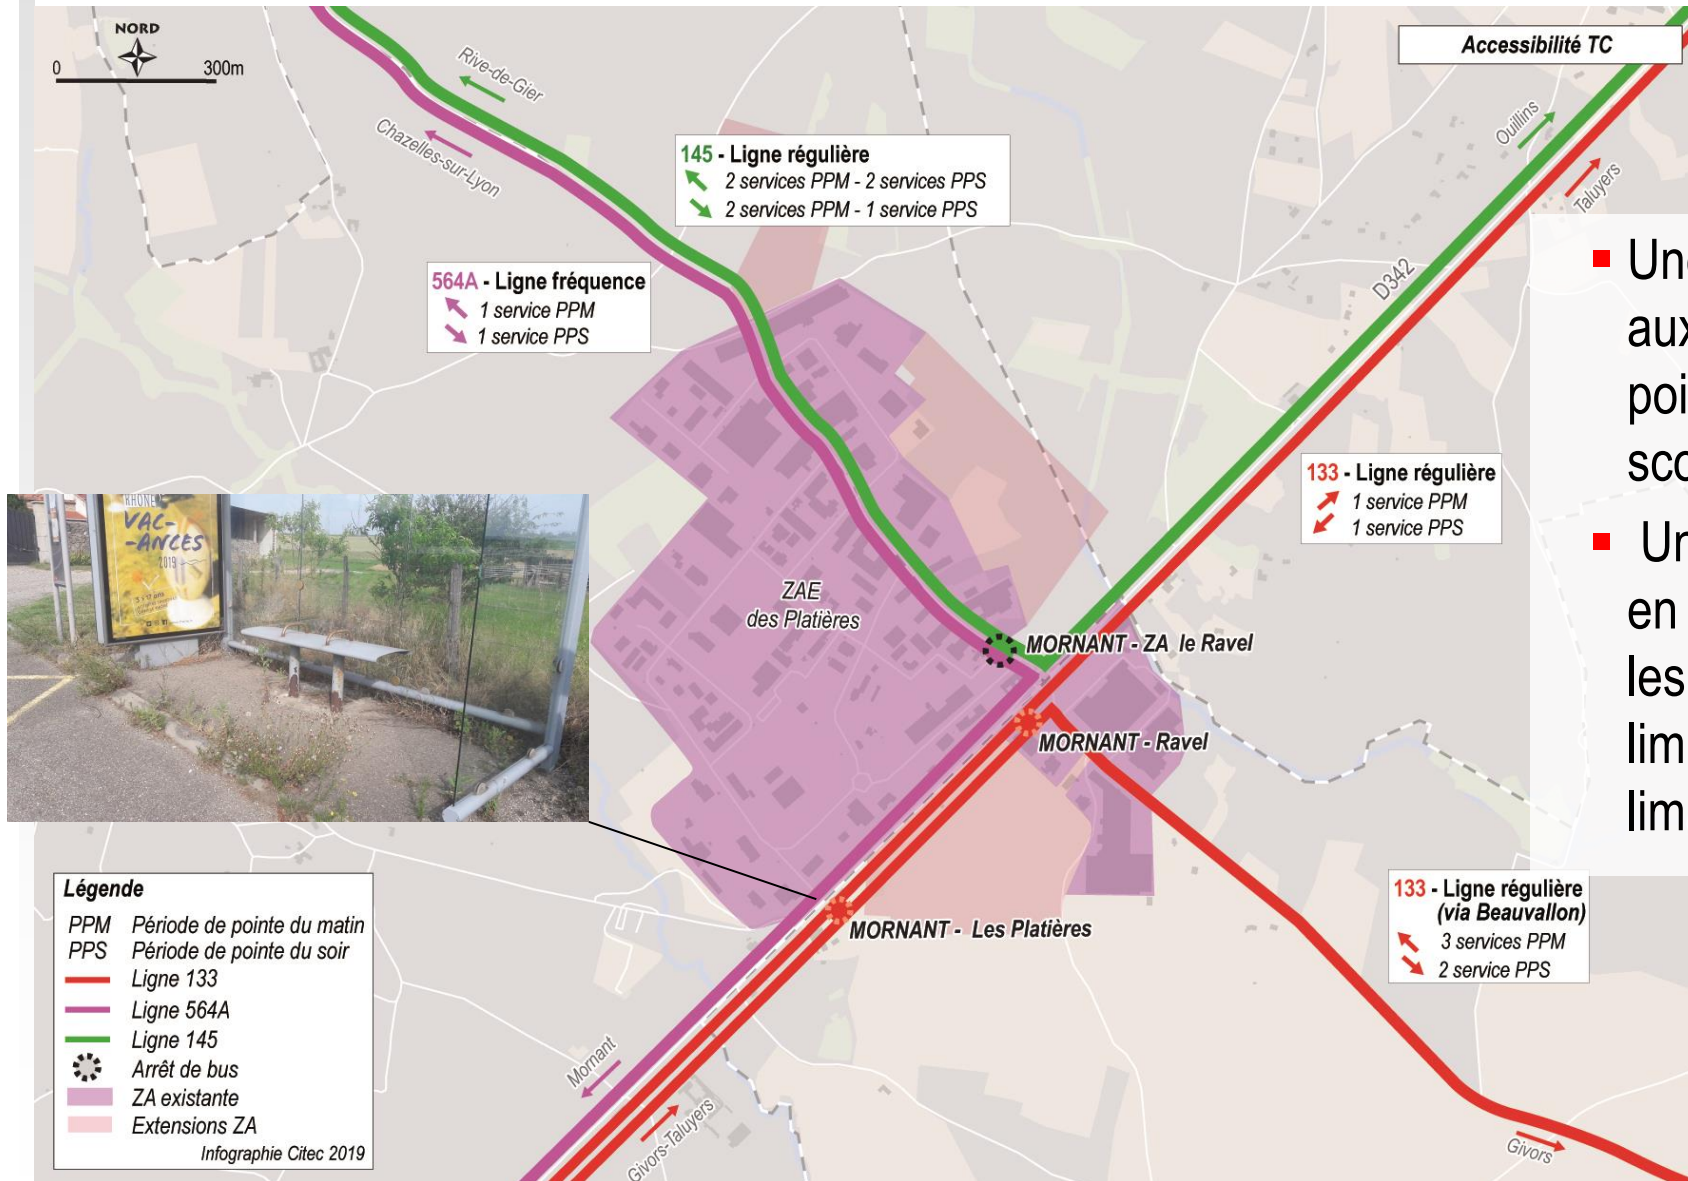 NORD
0 300m
Accessibilité TC
Rive-de-Gier
Chazelles-sur-Lyon
145 - Ligne régulière
2 services PPM - 2 services PPS
2 services PPM - 1 service PPS
Ouillins
Taluyers
564A - Ligne fréquence
1 service PPM
1 service PPS
D342
133 - Ligne régulière
1 service PPM
1 service PPS
RHÔNE
VAC-
-ANCES
2019
ZAE
des Platières
MORNANT - ZA le Ravel
MORNANT - Ravel
MORNANT - Les Platières
133 - Ligne régulière
(via Beauvallon)
3 services PPM
2 service PPS
Légende
PPM Période de pointe du matin
PPS Période de pointe du soir
Ligne 133
Ligne 564A
Ligne 145
Arrêt de bus
ZA existante
Extensions ZA
Infographie Citec 2019
Mornant
Givors-Taluyers
Givors
aux
en
les
lim
lim